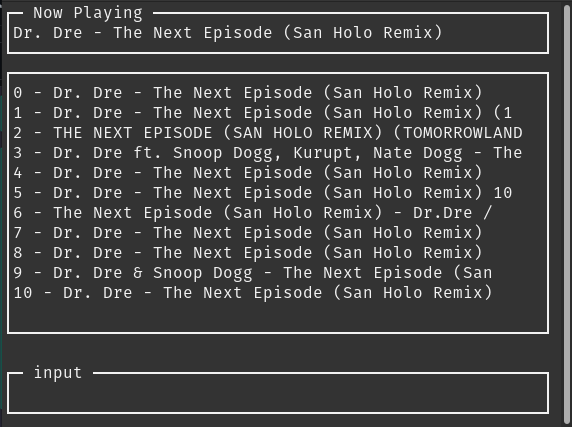 Now Playing
Dr. Dre - The Next Episode (San Holo Remix)
0 - Dr. Dre - The Next Episode (San Holo Remix)
1 - Dr. Dre - The Next Episode (San Holo Remix) (1
2 - THE NEXT EPISODE (SAN HOLO REMIX) (TOMORROWLAND
3 - Dr. Dre ft. Snoop Dogg, Kurupt, Nate Dogg - The
4 - Dr. Dre - The Next Episode (San Holo Remix)
5 - Dr. Dre - The Next Episode (San Holo Remix) 10
6 - The Next Episode (San Holo Remix) - Dr.Dre /
7 - Dr. Dre - The Next Episode (San Holo Remix)
8 - Dr. Dre - The Next Episode (San Holo Remix)
9 - Dr. Dre & Snoop Dogg - The Next Episode (San
10 - Dr. Dre - The Next Episode (San Holo Remix)
input